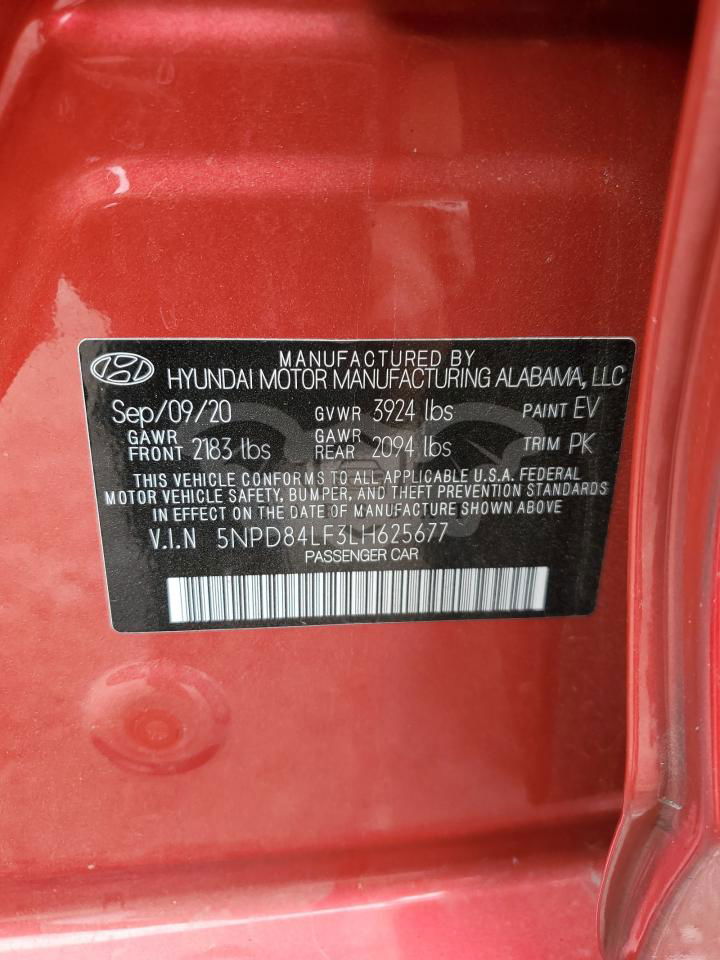 MANUFACTURED BY
HYUNDAI MOTOR MANUFACTURING ALABAMA, LLC
Sep/09/20 GVWR 3924 lbs PAINT EV
GAWR FRONT 2183 lbs GAWR REAR 2094 lbs TRIM PK
THIS VEHICLE CONFORMS TO ALL APPLICABLE U.S.A. FEDERAL
MOTOR VEHICLE SAFETY, BUMPER, AND THEFT PREVENTION STANDARDS
IN EFFECT ON THE DATE OF MANUFACTURE SHOWN ABOVE
V.I.N 5NPD84LF3LH625677
PASSENGER CAR